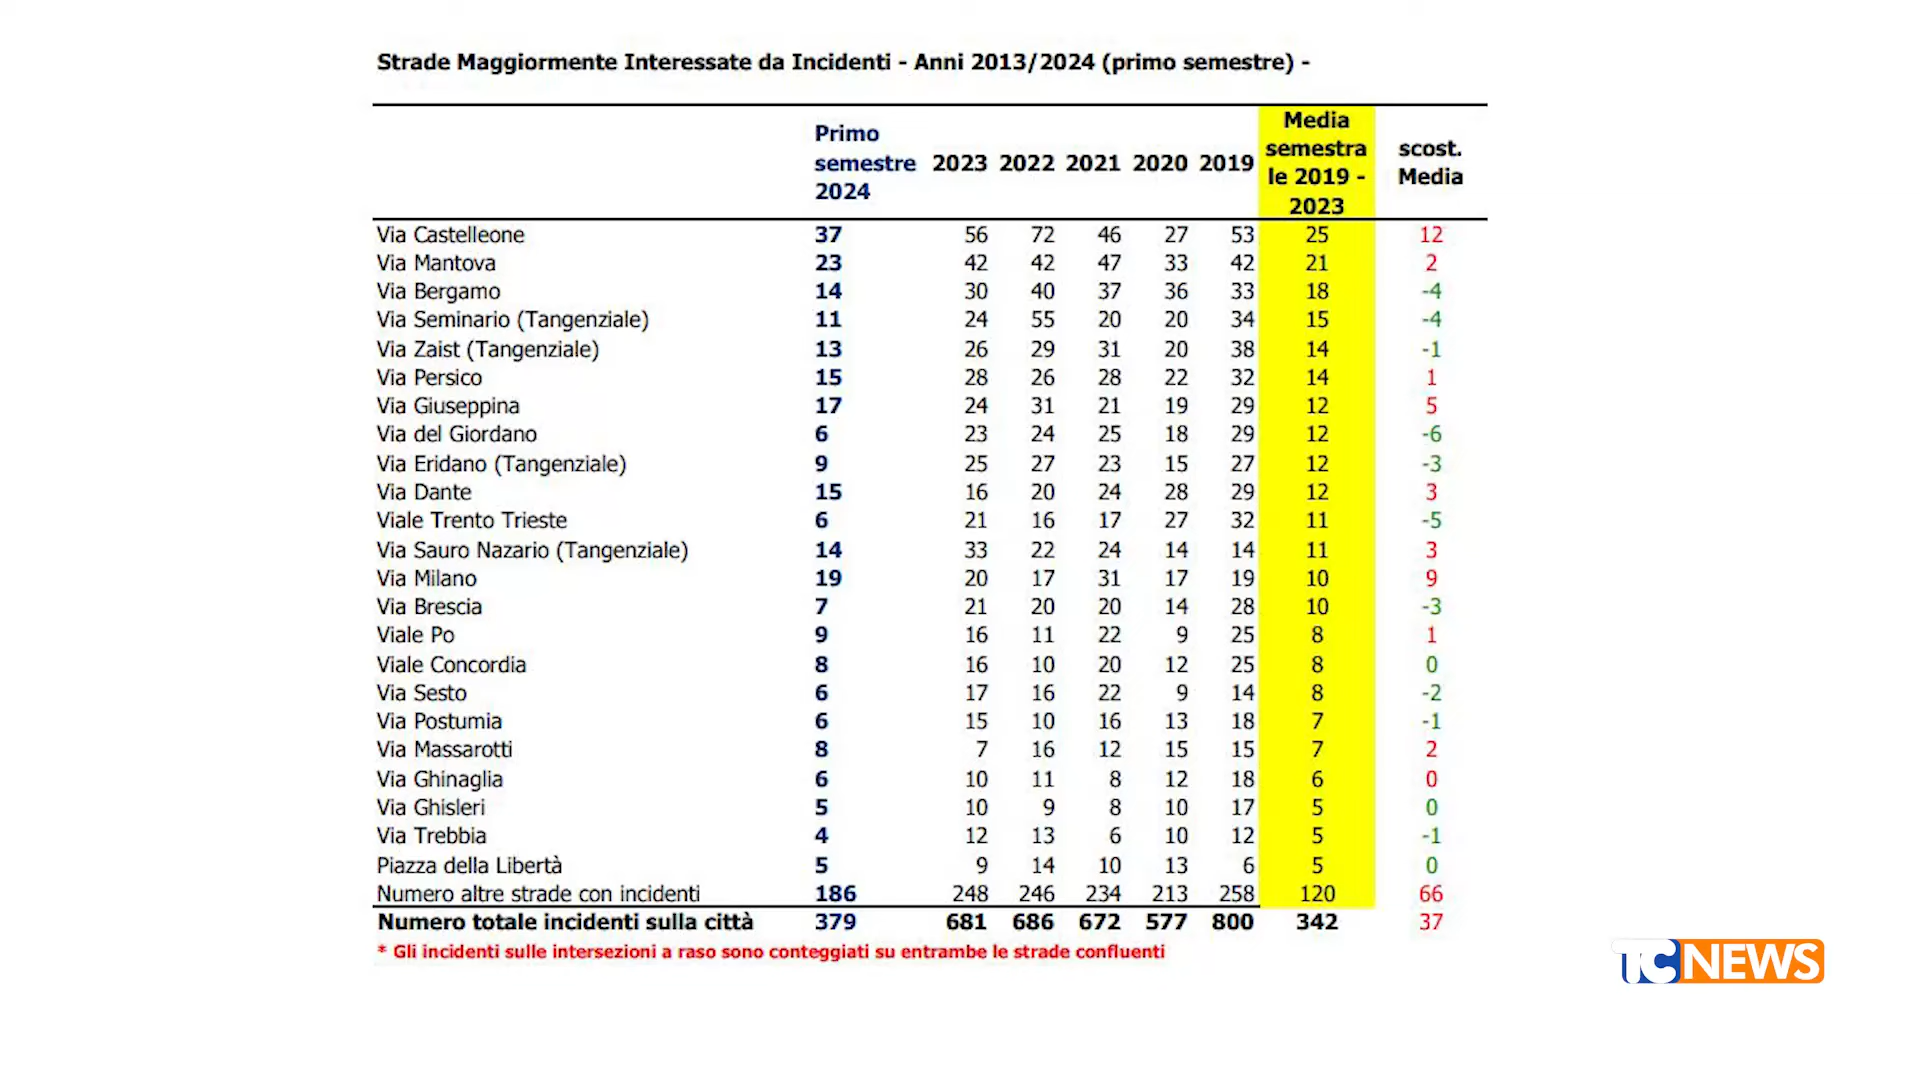 Strade Maggiormente Interessate da Incidenti - Anni 2013/2024 (primo semestre) -
Primo semestre 2024 2023 2022 2021 2020 2019 Media semestra le 2019 - 2023 scost. Media
Via Castelleone 37 56 72 46 27 53 25 12
Via Mantova 23 42 42 47 33 42 21 2
Via Bergamo 14 30 40 37 36 33 18 -4
Via Seminario (Tangenziale) 11 24 55 20 20 34 15 -4
Via Zaist (Tangenziale) 13 26 29 31 20 38 14 -1
Via Persico 15 28 26 28 22 32 14 1
Via Giuseppina 17 24 31 21 19 29 12 5
Via del Giordano 6 23 24 25 18 29 12 -6
Via Eridano (Tangenziale) 9 25 27 23 15 27 12 -3
Via Dante 15 16 20 24 28 29 12 3
Viale Trento Trieste 6 21 16 17 27 32 11 -5
Via Sauro Nazario (Tangenziale) 14 33 22 24 14 14 11 3
Via Milano 19 20 17 31 17 19 10 9
Via Brescia 7 21 20 20 14 28 10 -3
Viale Po 9 16 11 22 9 25 8 1
Viale Concordia 8 16 10 20 12 25 8 0
Via Sesto 6 17 16 22 9 14 8 -2
Via Postumia 6 15 10 16 13 18 7 -1
Via Massarotti 8 7 16 12 15 15 7 2
Via Ghinaglia 6 10 11 8 12 18 6 0
Via Ghisleri 5 10 9 8 10 17 5 0
Via Trebbia 4 12 13 6 10 12 5 -1
Piazza della Libertà 5 9 14 10 13 6 5 0
Numero altre strade con incidenti 186 248 246 234 213 258 120 66
Numero totale incidenti sulla città 379 681 686 672 577 800 342 37
* Gli incidenti sulle intersezioni a raso sono conteggiati su entrambe le strade confluenti
TC NEWS